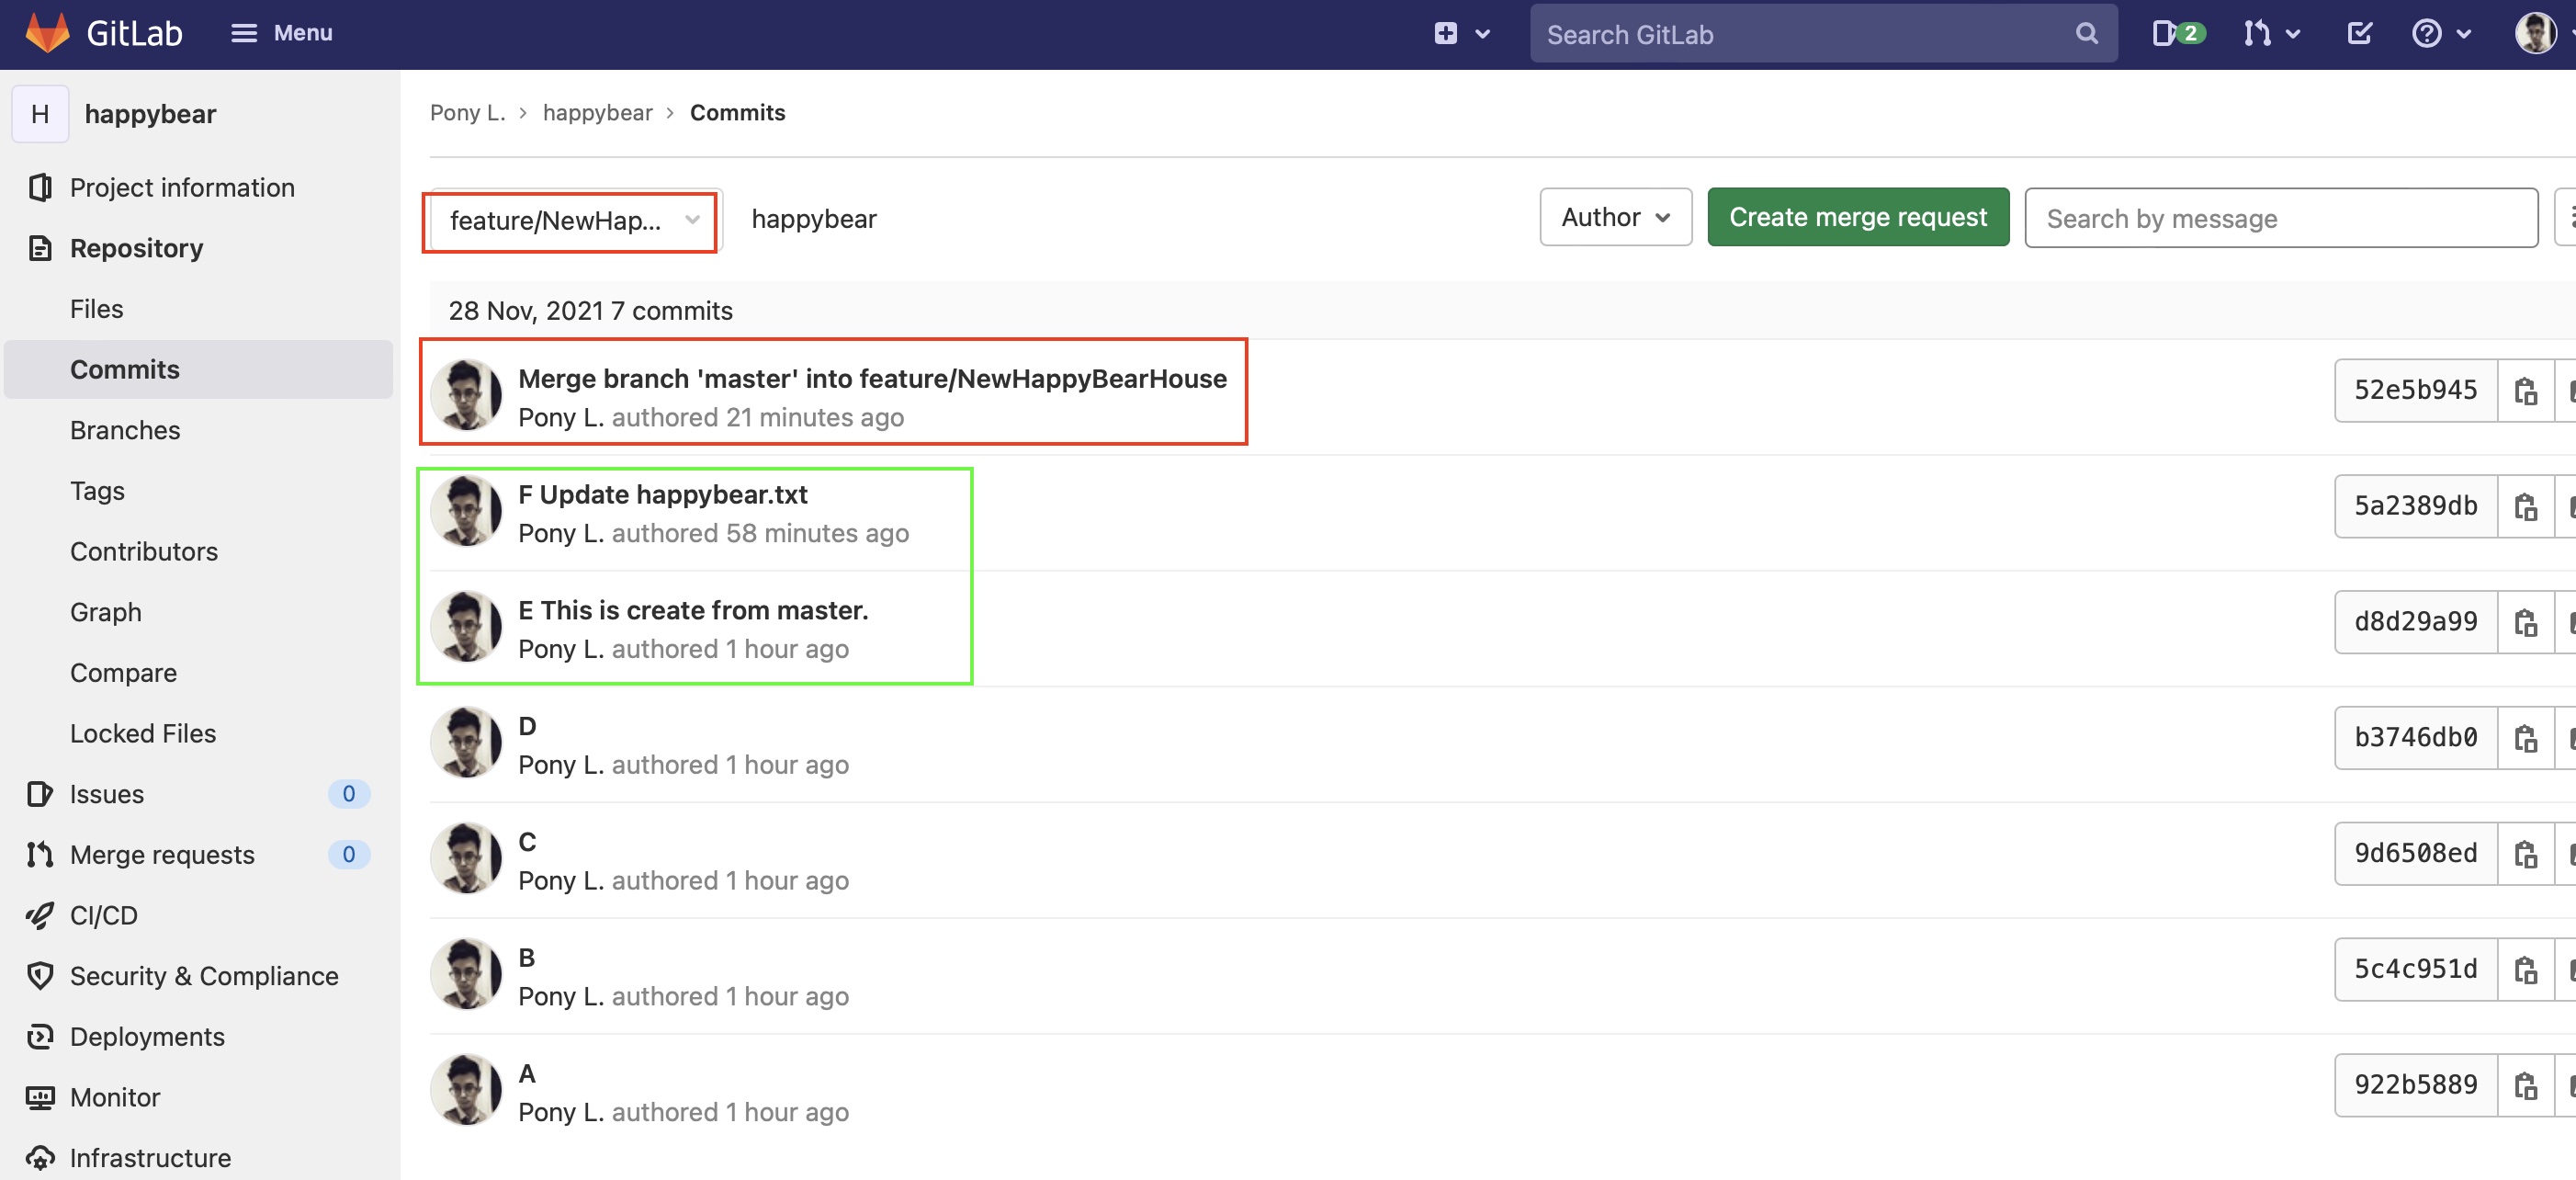 GitLab Menu Search GitLab 2
H happybear
Pony L. > happybear > Commits
Project information
feature/NewHap... happybear Author Create merge request Search by message
Repository
Files
28 Nov, 2021 7 commits
Commits
Merge branch 'master' into feature/NewHappyBearHouse 52e5b945
Pony L. authored 21 minutes ago
Branches
Tags
F Update happybear.txt 5a2389db
Pony L. authored 58 minutes ago
Contributors
Graph
E This is create from master. d8d29a99
Pony L. authored 1 hour ago
Compare
Locked Files
D b3746db0
Pony L. authored 1 hour ago
Issues 0
Merge requests 0
C 9d6508ed
Pony L. authored 1 hour ago
CI/CD
Security & Compliance
B 5c4c951d
Pony L. authored 1 hour ago
Deployments
Monitor
A 922b5889
Pony L. authored 1 hour ago
Infrastructure